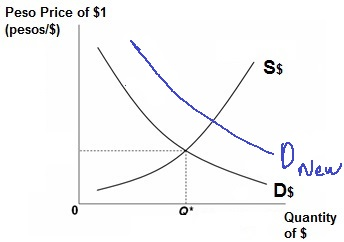 Peso Price of $1
(pesos/$)
S$
D New
D$
0
Q*
Quantity
of $